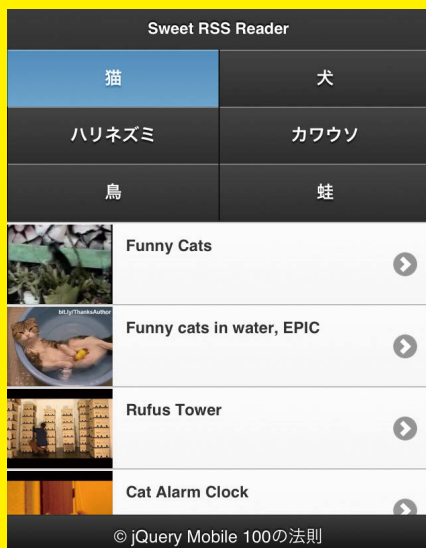 Sweet RSS Reader
猫 犬
ハリネズミ カワウソ
鳥 蛙
Funny Cats
bit.ly/ThanksAuthor
Funny cats in water, EPIC
Rufus Tower
Cat Alarm Clock
© jQuery Mobile 100の法則